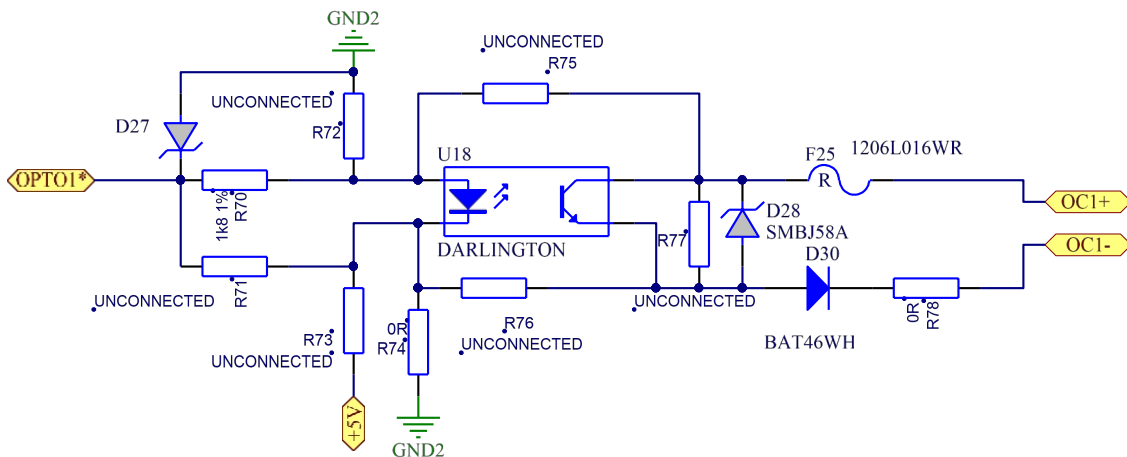 GND2
UNCONNECTED
R75
D27
UNCONNECTED
R72
U18
F25
1206L016WR
R
OPTO1*
1k8 1%
R70
OC1+
D28
SMBJ58A
R77
DARLINGTON
OC1-
D30
R71
UNCONNECTED
UNCONNECTED
0R
R78
R76
UNCONNECTED
0R
R74
R73
UNCONNECTED
BAT46WH
+5V
GND2